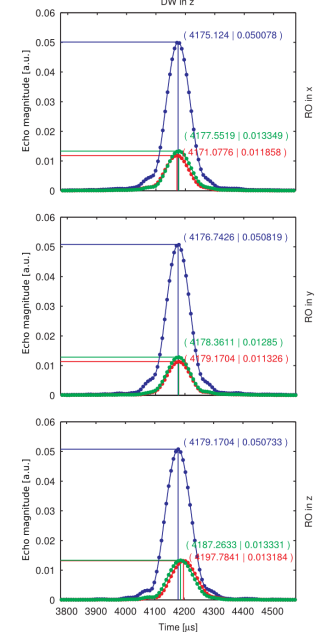 DW in z
0.06
0.05
0.04
0.03
0.02
0.01
0
Echo magnitude [a.u.]
( 4175.124 | 0.050078 )
( 4177.5519 | 0.013349 )
( 4171.0776 | 0.011858 )
RO in x
0.06
0.05
0.04
0.03
0.02
0.01
0
Echo magnitude [a.u.]
( 4176.7426 | 0.050819 )
( 4178.3611 | 0.01285 )
( 4179.1704 | 0.011326 )
RO in y
0.06
0.05
0.04
0.03
0.02
0.01
0
Echo magnitude [a.u.]
( 4179.1704 | 0.050733 )
( 4187.2633 | 0.013331 )
( 4197.7841 | 0.013184 )
RO in z
3800 3900 4000 4100 4200 4300 4400 4500
Time [µs]